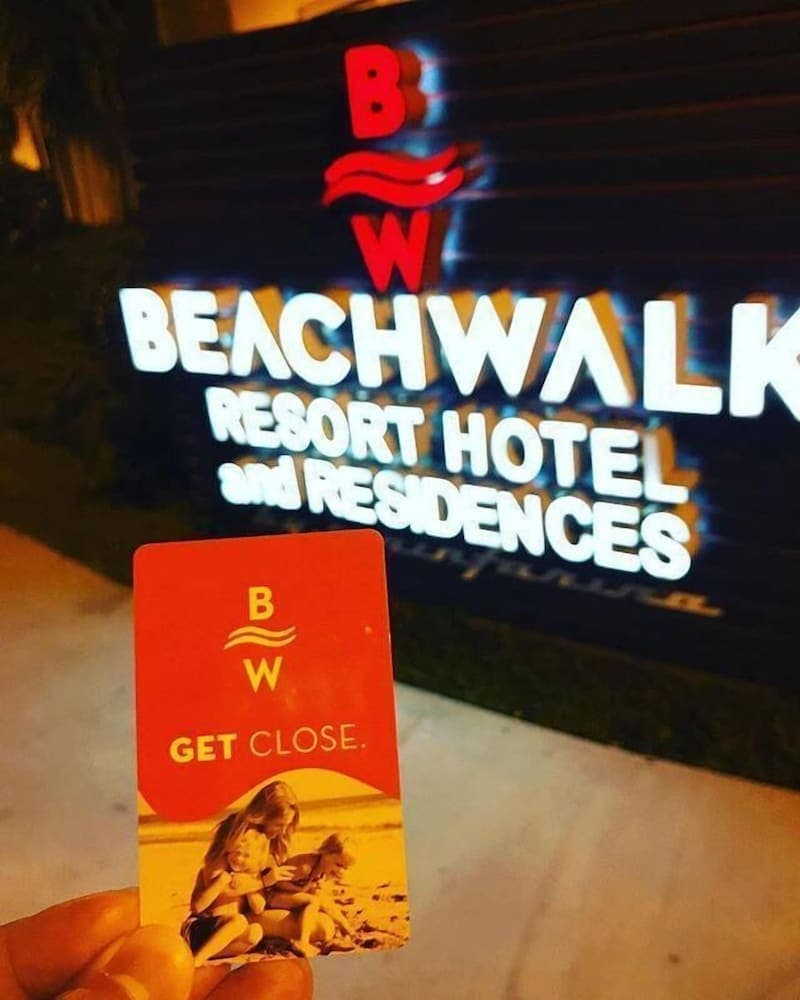 B
W
BEACHWALK
RESORT HOTEL
and RESIDENCES
B
W
GET CLOSE.